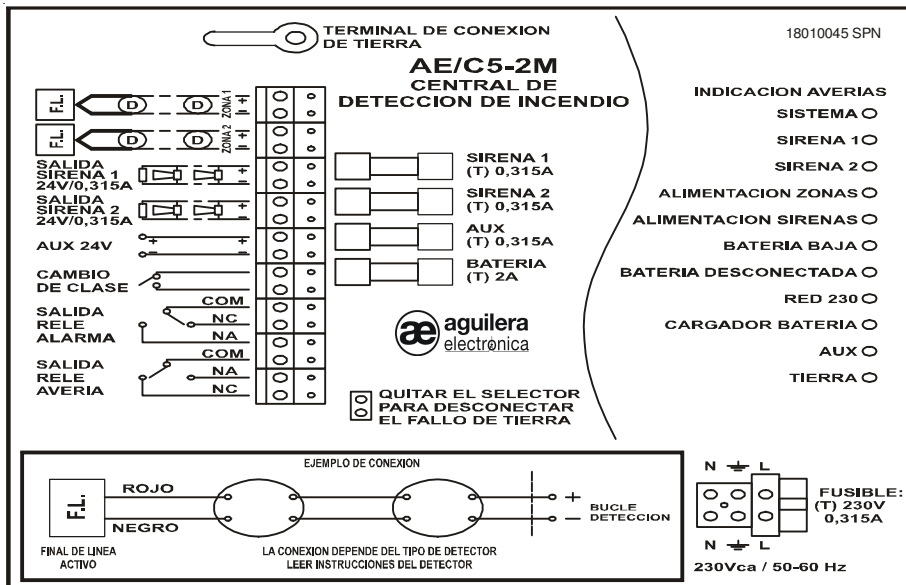 TERMINAL DE CONEXION
DE TIERRA
18010045 SPN
AE/C5-2M
CENTRAL DE
DETECCION DE INCENDIO
F.L.
D
D
ZONA 1
+
−
F.L.
D
D
ZONA 2
+
−
SALIDA
SIRENA 1
24V/0,315A
SALIDA
SIRENA 2
24V/0,315A
AUX 24V
CAMBIO
DE CLASE
SALIDA
RELE
ALARMA
COM
NC
NA
SALIDA
RELE
AVERIA
COM
NA
NC
SIRENA 1
(T) 0,315A
SIRENA 2
(T) 0,315A
AUX
(T) 0,315A
BATERIA
(T) 2A
ae aguilera
electrónica
QUITAR EL SELECTOR
PARA DESCONECTAR
EL FALLO DE TIERRA
INDICACION AVERIAS
SISTEMA
SIRENA 1
SIRENA 2
ALIMENTACION ZONAS
ALIMENTACION SIRENAS
BATERIA BAJA
BATERIA DESCONECTADA
RED 230
CARGADOR BATERIA
AUX
TIERRA
EJEMPLO DE CONEXION
F.L.
ROJO
NEGRO
+
−
BUCLE
DETECCION
FINAL DE LINEA
ACTIVO
LA CONEXION DEPENDE DEL TIPO DE DETECTOR
LEER INSTRUCCIONES DEL DETECTOR
N L
FUSIBLE:
(T) 230V
0,315A
N L
230Vca / 50-60 Hz